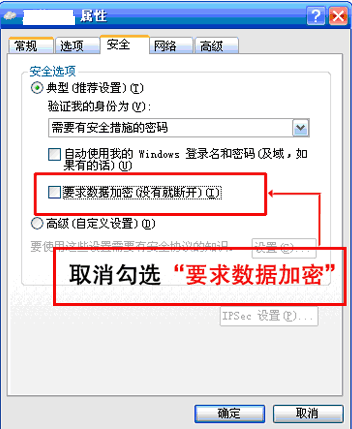 属性
常规 选项 安全 网络 高级
安全选项
典型(推荐设置)(T)
验证我的身份为(V):
需要有安全措施的密码
自动使用我的 Windows 登录名和密码(及域，如
果有的话)(U)
要求数据加密(没有就断开)(I)
高级(自定义设置)(D)
要使用这些设置需要有安全协议的知识。 设置(E)...
取消勾选“要求数据加密”
IPSec 设置(P)...
确定 取消